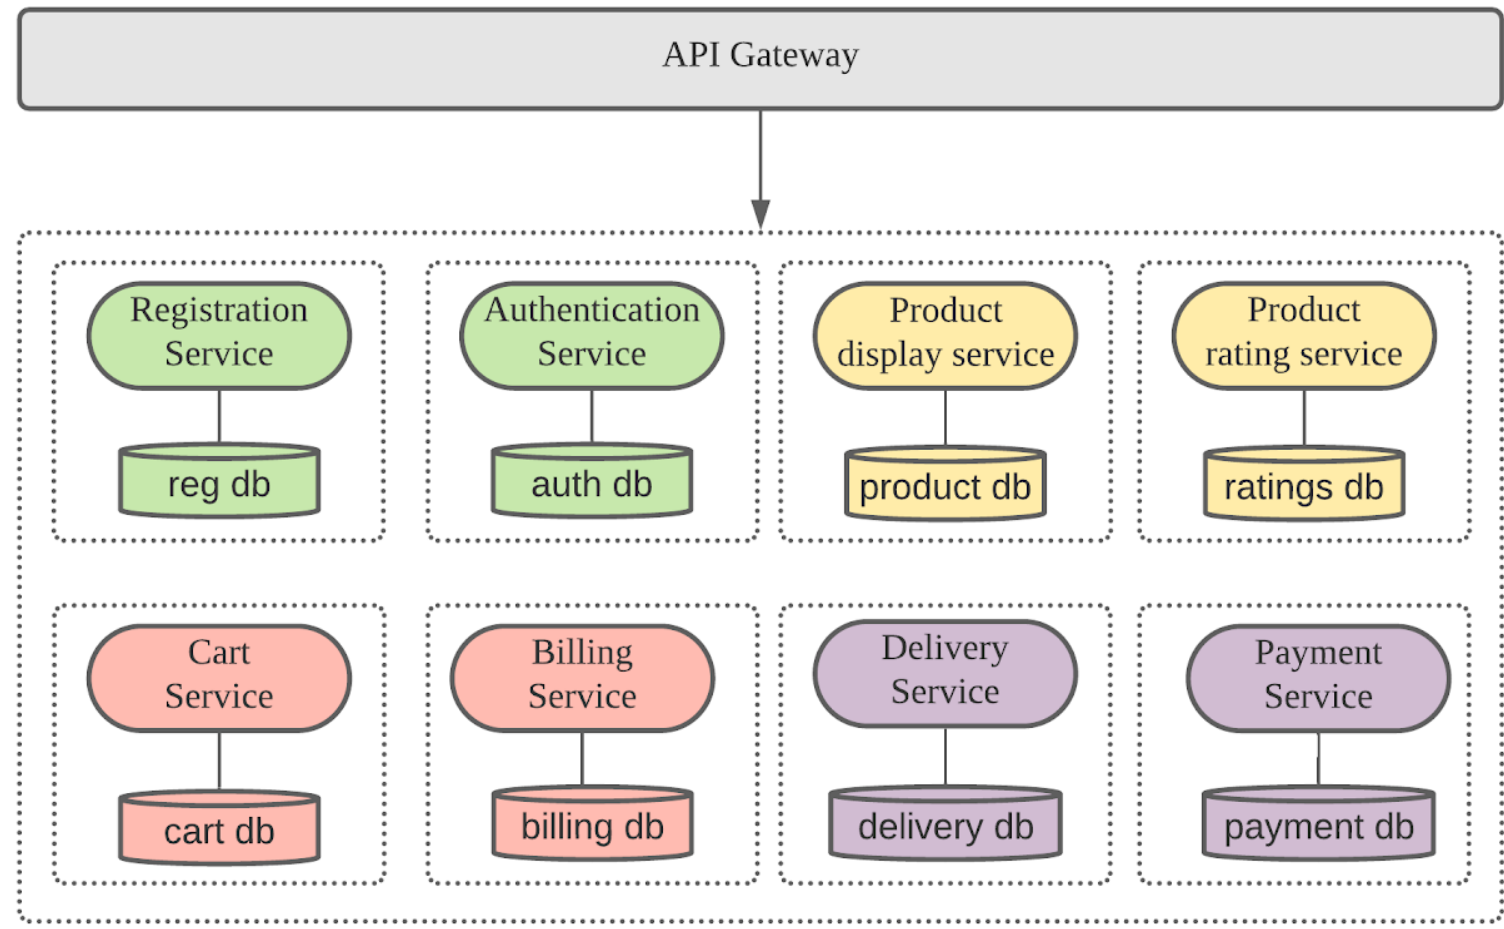 API Gateway
Registration
Service
Authentication
Service
Product
display service
Product
rating service
reg db
auth db
product db
ratings db
Cart
Service
Billing
Service
Delivery
Service
Payment
Service
cart db
billing db
delivery db
payment db